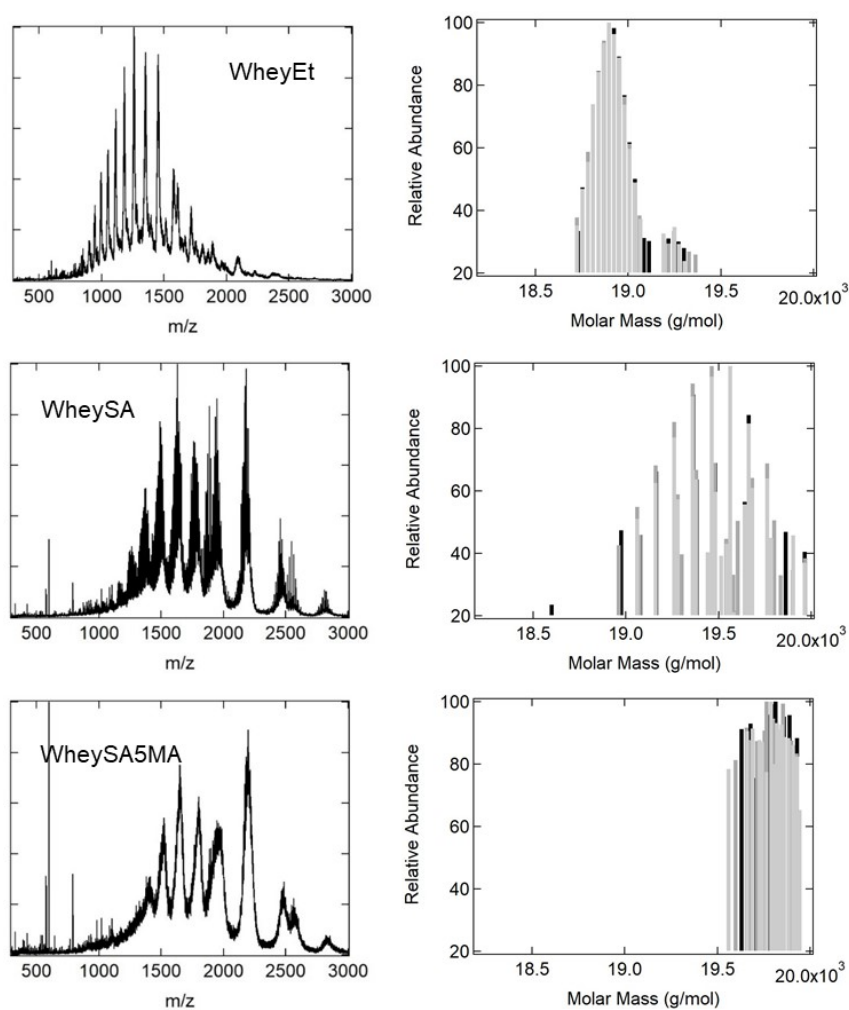 WheyEt
500 1000 1500 2000 2500 3000
m/z
100
80
60
40
20
Relative Abundance
18.5 19.0 19.5 20.0x10³
Molar Mass (g/mol)
WheySA
500 1000 1500 2000 2500 3000
m/z
100
80
60
40
20
Relative Abundance
18.5 19.0 19.5 20.0x10³
Molar Mass (g/mol)
WheySA5MA
500 1000 1500 2000 2500 3000
m/z
100
80
60
40
20
Relative Abundance
18.5 19.0 19.5 20.0x10³
Molar Mass (g/mol)